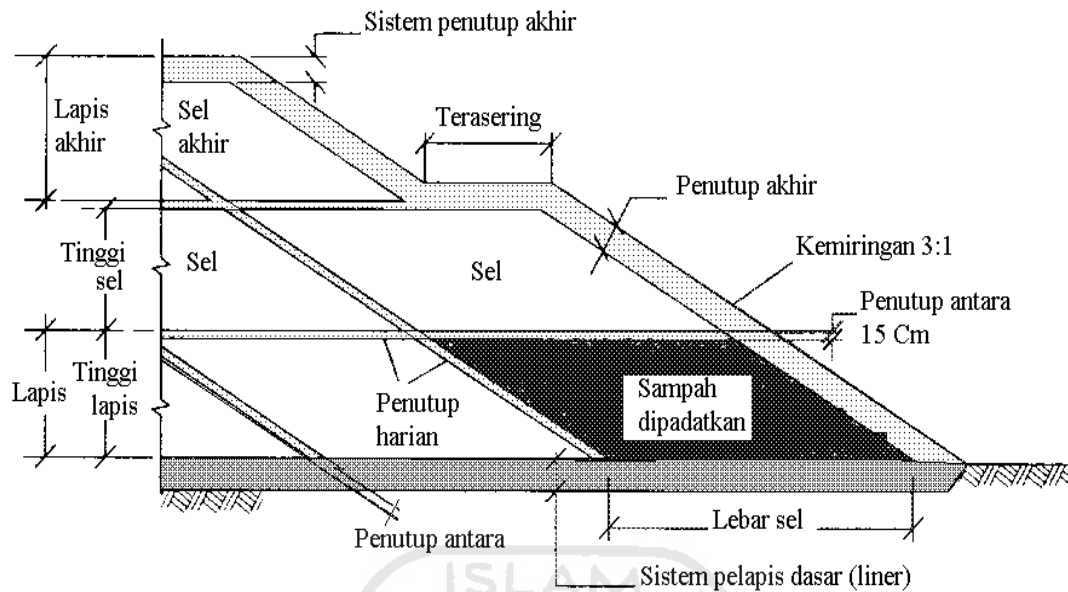 Sistem penutup akhir
Lapis
akhir
Sel
akhir
Terasering
Penutup akhir
Tinggi
sel
Sel
Sel
Kemiringan 3:1
Penutup antara
15 Cm
Lapis
Tinggi
lapis
Penutup
harian
Sampah
dipadatkan
Penutup antara
Lebar sel
ISLAM
Sistem pelapis dasar (liner)